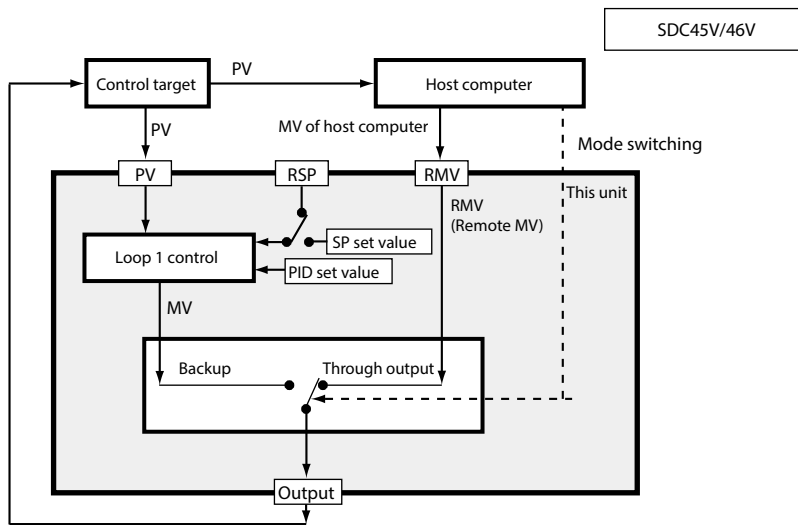 SDC45V/46V
Control target
PV
Host computer
PV
MV of host computer
Mode switching
PV
RSP
RMV
This unit
RMV
(Remote MV)
SP set value
Loop 1 control
PID set value
MV
Backup
Through output
Output